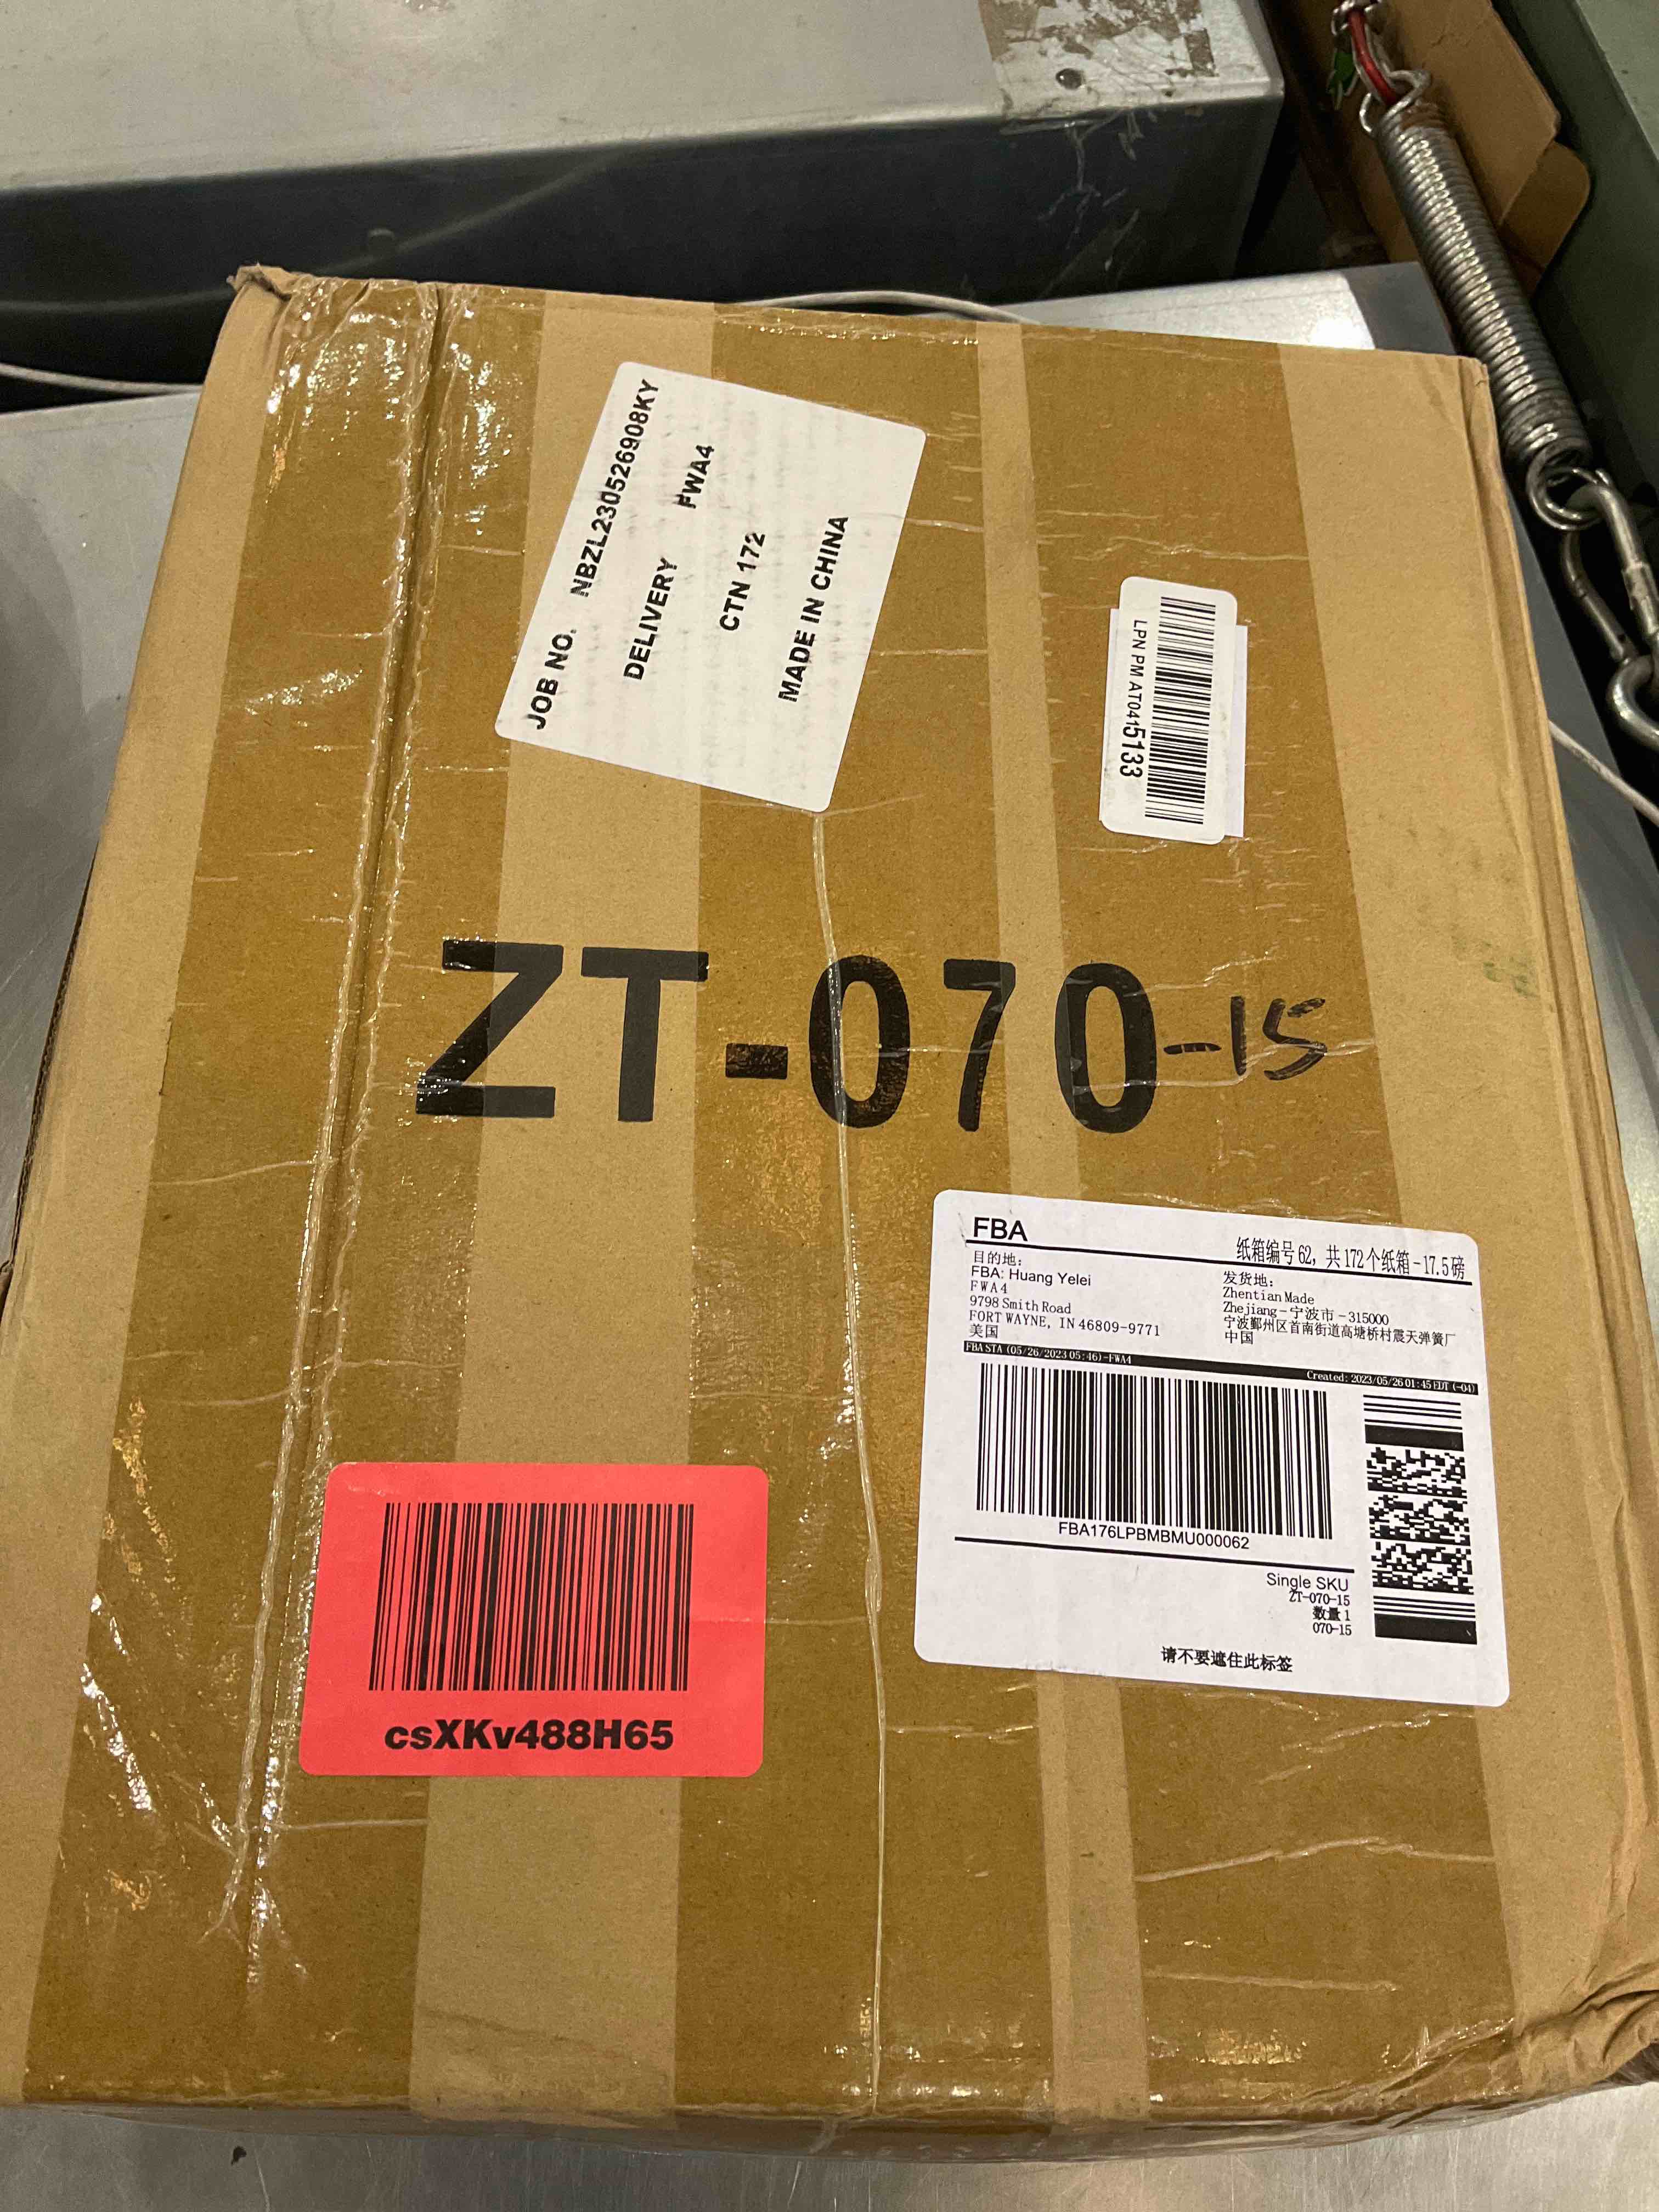 JOB NO. NBZL230526908KY
DELIVERY FWA4
CTN 172
MADE IN CHINA
LPN PM AT0415133
ZT-070-15
FBA
纸箱编号 62, 共 172 个纸箱 - 17.5 磅
目的地:
FBA: Huang Yelei
FWA4
9798 Smith Road
FORT WAYNE, IN 46809-9771
美国
发货地:
Zhentian Made
Zhejiang - 宁波市 - 315000
宁波鄞州区首南街道高塘桥村震天弹簧厂
中国
FBA STA (05/26/2023 05:46)-FWA4
Created: 2023/05/26 01:45 EDT (-04)
FBA176LPBMBMU000062
Single SKU
ZT-070-15
数量 1
070-15
请不要遮住此标签
csXKv488H65